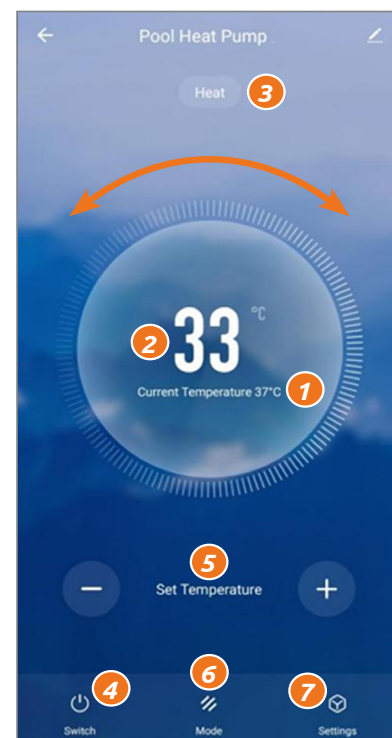 Pool Heat Pump
Heat 3
2 33 °C
Current Temperature 37°C 1
5
Set Temperature
4 6 7
Switch Mode Settings